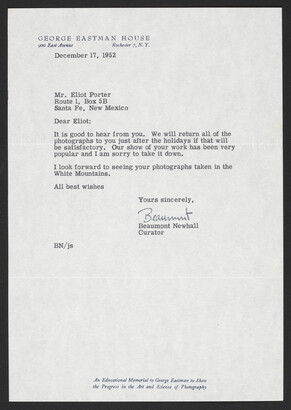 GEORGE EASTMAN HOUSE
900 East Avenue Rochester 7, N. Y.
December 17, 1952
Mr. Eliot Porter
Route 1, Box 5B
Santa Fe, New Mexico
Dear Eliot:
It is good to hear from you. We will return all of the
photographs to you just after the holidays if that will
be satisfactory. Our show of your work has been very
popular and I am sorry to take it down.
I look forward to seeing your photographs taken in the
White Mountains.
All best wishes
Yours sincerely,
Beaumont
Beaumont Newhall
Curator
BN/js
An Educational Memorial to George Eastman to Show
the Progress in the Art and Science of Photography